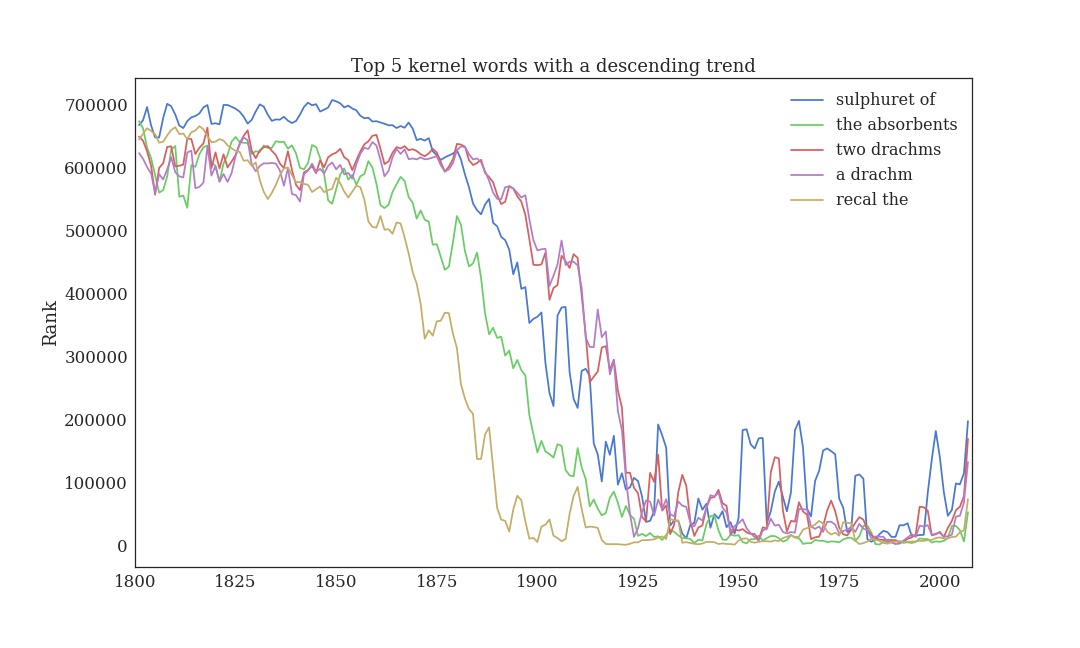 Top 5 kernel words with a descending trend
sulphuret of
the absorbents
two drachms
a drachm
recal the
Rank
700000
600000
500000
400000
300000
200000
100000
0
1800 1825 1850 1875 1900 1925 1950 1975 2000